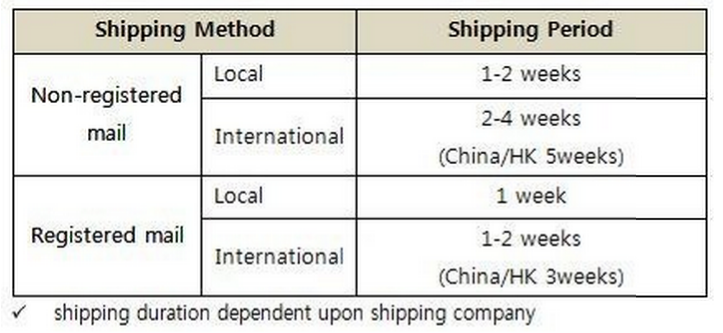 Shipping Method Shipping Period
Non-registered mail Local 1-2 weeks
International 2-4 weeks
(China/HK 5weeks)
Registered mail Local 1 week
International 1-2 weeks
(China/HK 3weeks)
✓ shipping duration dependent upon shipping company